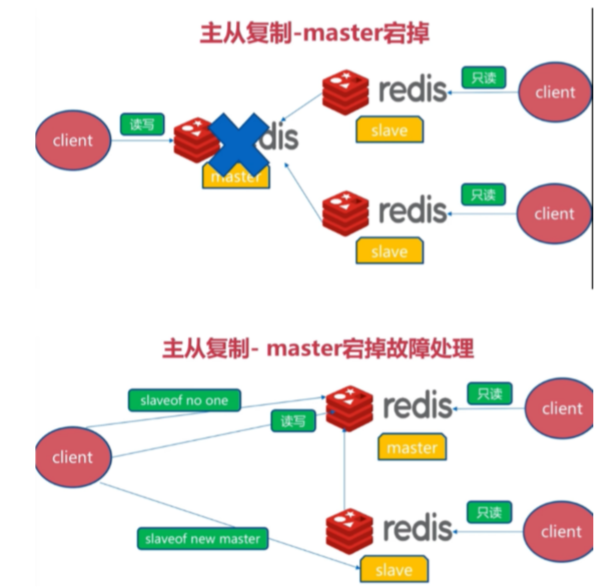 主从复制-master宕掉
client
读写
dis
master
redis
slave
只读
client
redis
slave
只读
client
主从复制- master宕掉故障处理
slaveof no one
读写
client
slaveof new master
redis
master
只读
client
redis
slave
只读
client